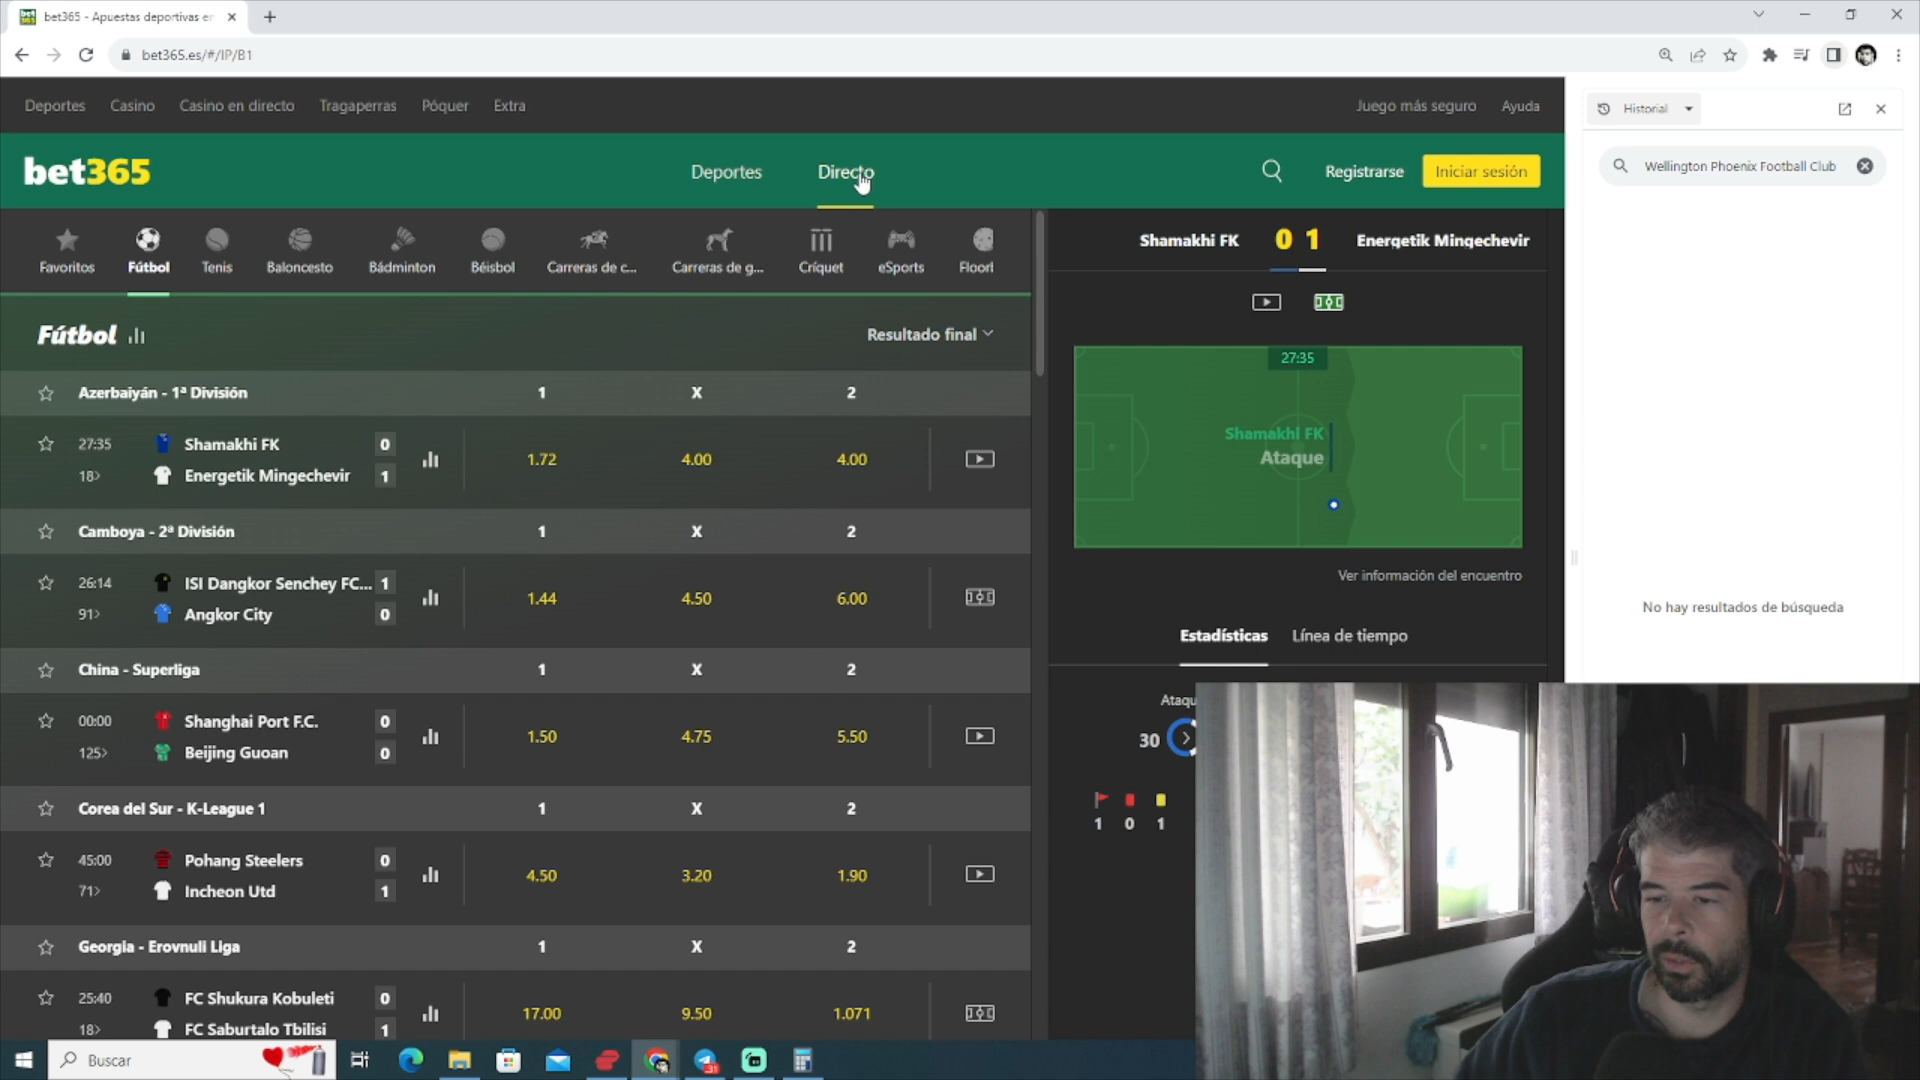 bet365 - Apuestas deportivas en
bet365.es/#/IP/B1
Deportes Casino Casino en directo Tragaperras Póquer Extra Juego más seguro Ayuda
bet365 Deportes Directo Registrarse Iniciar sesión
Historial
Wellington Phoenix Football Club
No hay resultados de búsqueda
Favoritos Fútbol Tenis Baloncesto Bádminton Béisbol Carreras de c... Carreras de g... Críquet eSports Floorl
Fútbol Resultado final
Azerbaiyán - 1ª División 1 X 2
27:35 Shamakhi FK 0
18> Energetik Mingechevir 1
1.72 4.00 4.00
Camboya - 2ª División 1 X 2
26:14 ISI Dangkor Senchey FC... 1
91> Angkor City 0
1.44 4.50 6.00
China - Superliga 1 X 2
00:00 Shanghai Port F.C. 0
125> Beijing Guoan 0
1.50 4.75 5.50
Corea del Sur - K-League 1 1 X 2
45:00 Pohang Steelers 0
71> Incheon Utd 1
4.50 3.20 1.90
Georgia - Erovnuli Liga 1 X 2
25:40 FC Shukura Kobuleti 0
18> FC Saburtalo Tbilisi 1
17.00 9.50 1.071
Shamakhi FK 0 1 Energetik Mingechevir
27:35
Shamakhi FK
Ataque
Ver información del encuentro
Estadísticas Línea de tiempo
Ataqu
30
1 0 1
Buscar
31